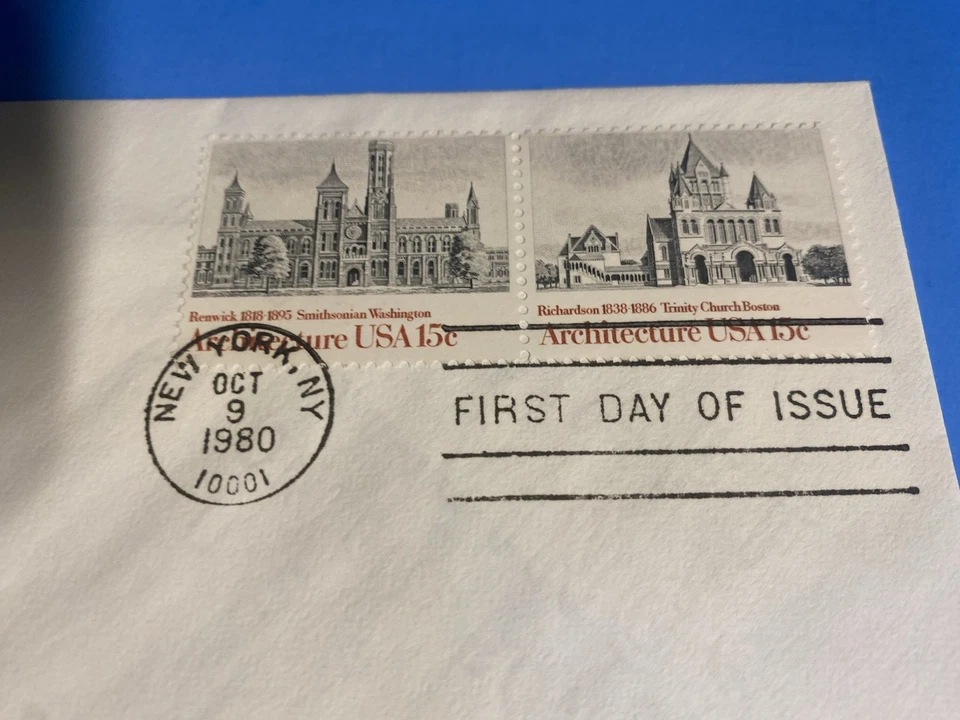 Renwick 1818-1895 Smithsonian Washington
Architecture USA 15c
Richardson 1838-1886 Trinity Church Boston
Architecture USA 15c
NEW YORK, NY
OCT
9
1980
10001
FIRST DAY OF ISSUE